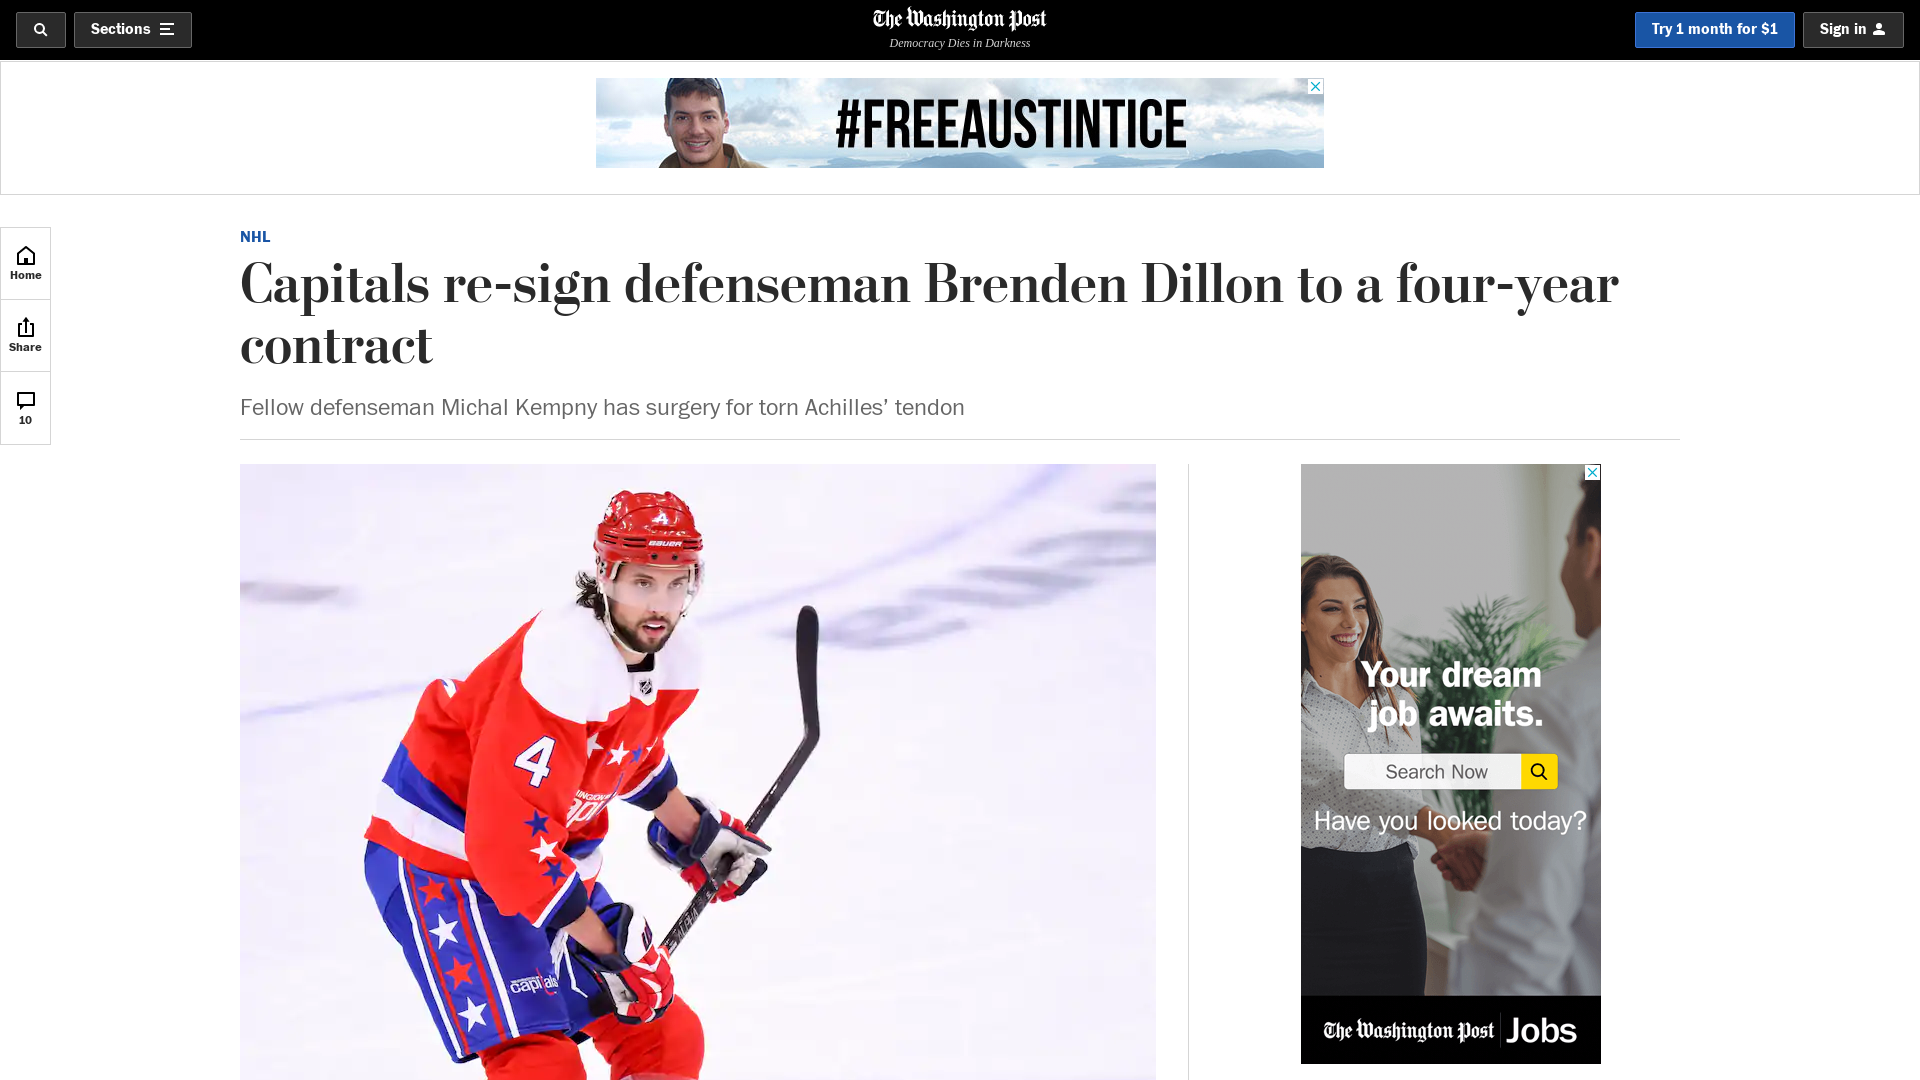 Sections
The Washington Post
Democracy Dies in Darkness
Try 1 month for $1
Sign in
#FREEAUSTINTICE
Home
Share
10
NHL
Capitals re-sign defenseman Brenden Dillon to a four-year
contract
Fellow defenseman Michal Kempny has surgery for torn Achilles’ tendon
4
BAUER
4
capitals
Your dream
job awaits.
Search Now
Have you looked today?
The Washington Post Jobs